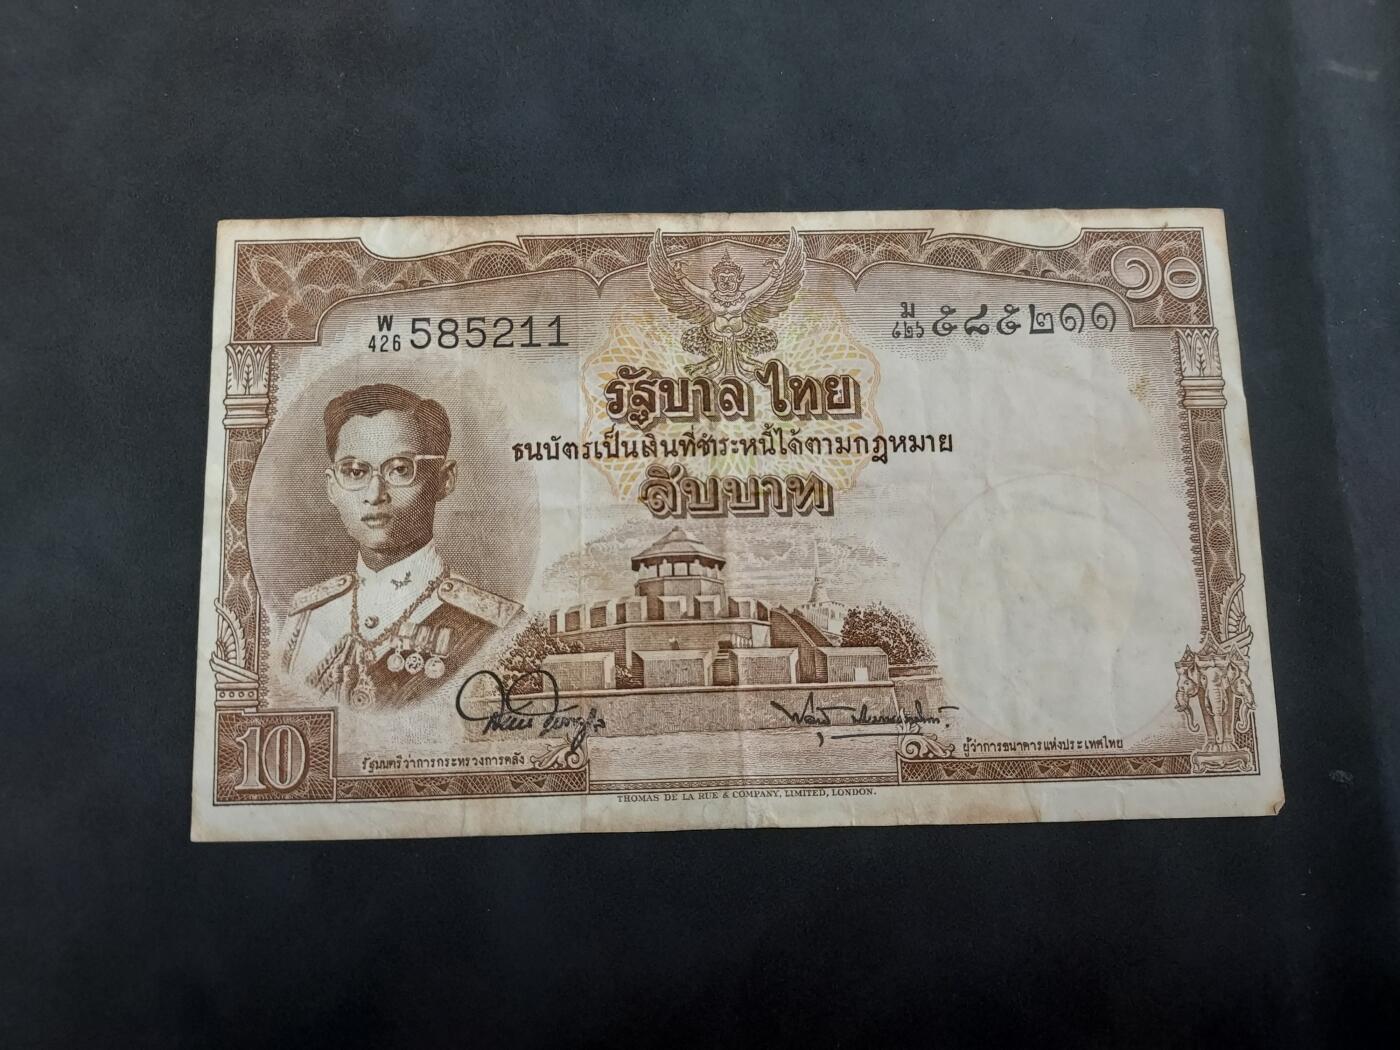 W
426 585211
ม
๔๒๖ ๕๘๕๒๑๑
๑๐
รัฐบาลไทย
ธนบัตรเป็นเงินที่ชำระหนี้ได้ตามกฎหมาย
สิบบาท
10
รัฐมนตรีว่าการกระทรวงการคลัง
ผู้ว่าการธนาคารแห่งประเทศไทย
THOMAS DE LA RUE & COMPANY, LIMITED, LONDON.